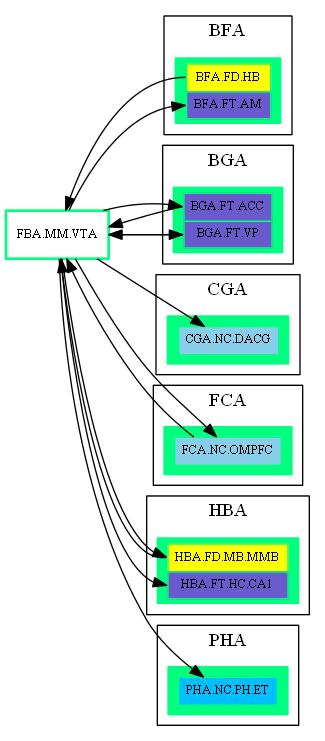 BFA
BFA.FD.HB
BFA.FT.AM
BGA
BGA.FT.ACC
FBA.MM.VTA
BGA.FT.VP
CGA
CGA.NC.DACG
FCA
FCA.NC.OMPFC
HBA
HBA.FD.MB.MMB
HBA.FT.HC.CA1
PHA
PHA.NC.PH.ET